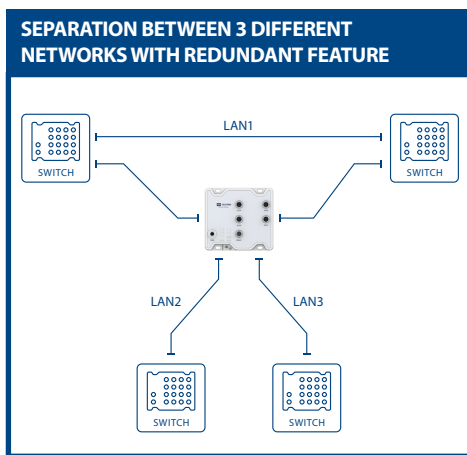 SEPARATION BETWEEN 3 DIFFERENT
NETWORKS WITH REDUNDANT FEATURE
LAN1
SWITCH
SWITCH
LAN2
LAN3
SWITCH
SWITCH